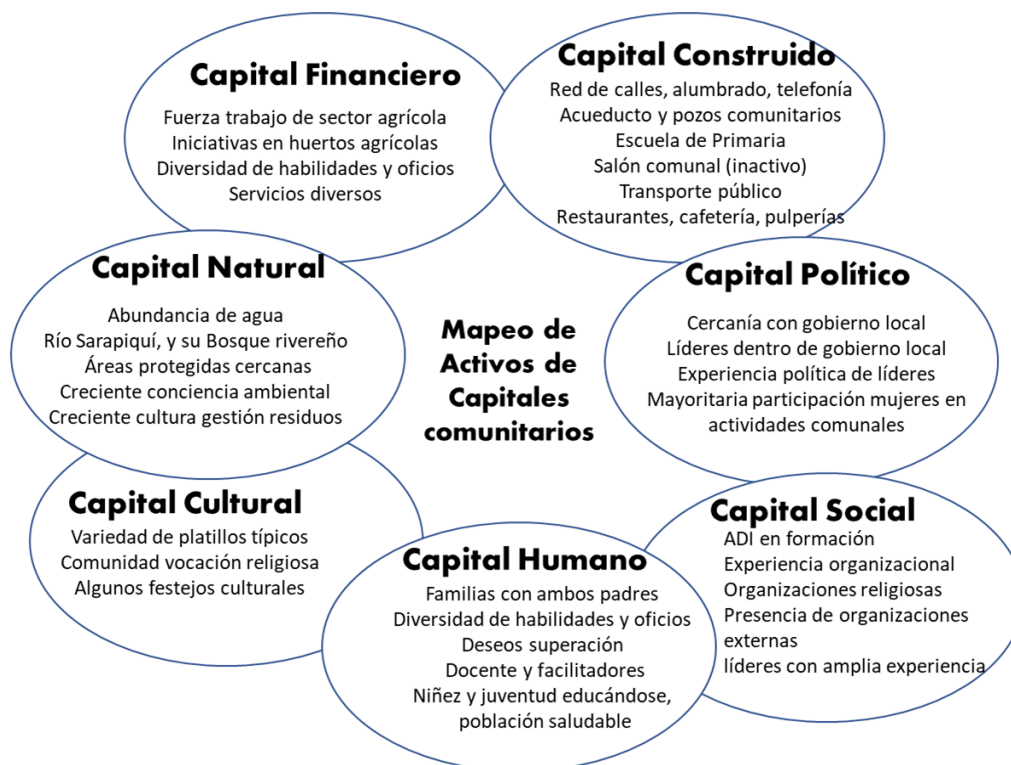 Capital Financiero
Fuerza trabajo de sector agrícola
Iniciativas en huertos agrícolas
Diversidad de habilidades y oficios
Servicios diversos
Capital Construido
Red de calles, alumbrado, telefonía
Acueducto y pozos comunitarios
Escuela de Primaria
Salón comunal (inactivo)
Transporte público
Restaurantes, cafetería, pulperías
Capital Natural
Abundancia de agua
Río Sarapiquí, y su Bosque rivereño
Áreas protegidas cercanas
Creciente conciencia ambiental
Creciente cultura gestión residuos
Mapeo de
Activos de
Capitales
comunitarios
Capital Político
Cercanía con gobierno local
Líderes dentro de gobierno local
Experiencia política de líderes
Mayoritaria participación mujeres en
actividades comunales
Capital Cultural
Variedad de platillos típicos
Comunidad vocación religiosa
Algunos festejos culturales
Capital Humano
Familias con ambos padres
Diversidad de habilidades y oficios
Deseos superación
Docente y facilitadores
Niñez y juventud educándose,
población saludable
Capital Social
ADI en formación
Experiencia organizacional
Organizaciones religiosas
Presencia de organizaciones
externas
líderes con amplia experiencia